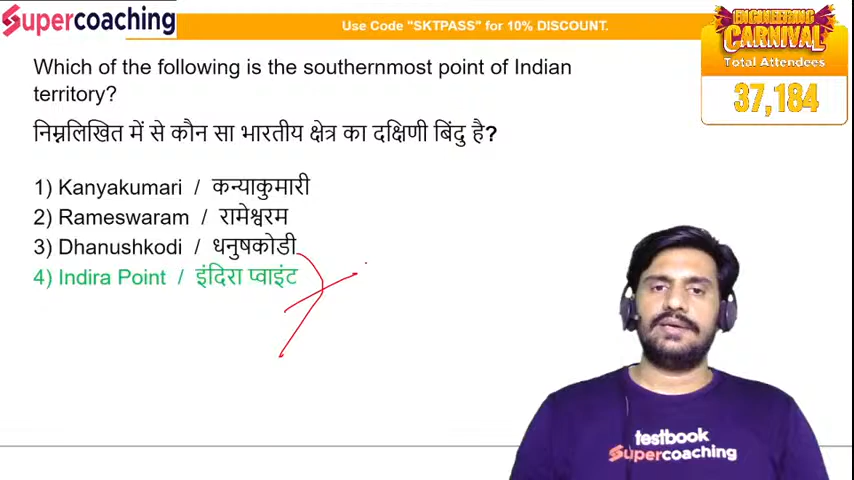 Supercoaching
Use Code "SKTPASS" for 10% DISCOUNT.
ENGINEERING
CARNIVAL
Total Attendees
37,184
Which of the following is the southernmost point of Indian
territory?
निम्नलिखित में से कौन सा भारतीय क्षेत्र का दक्षिणी बिंदु है?
1) Kanyakumari / कन्याकुमारी
2) Rameswaram / रामेश्वरम
3) Dhanushkodi / धनुषकोडी
4) Indira Point / इंदिरा प्वाइंट
testbook
Supercoaching